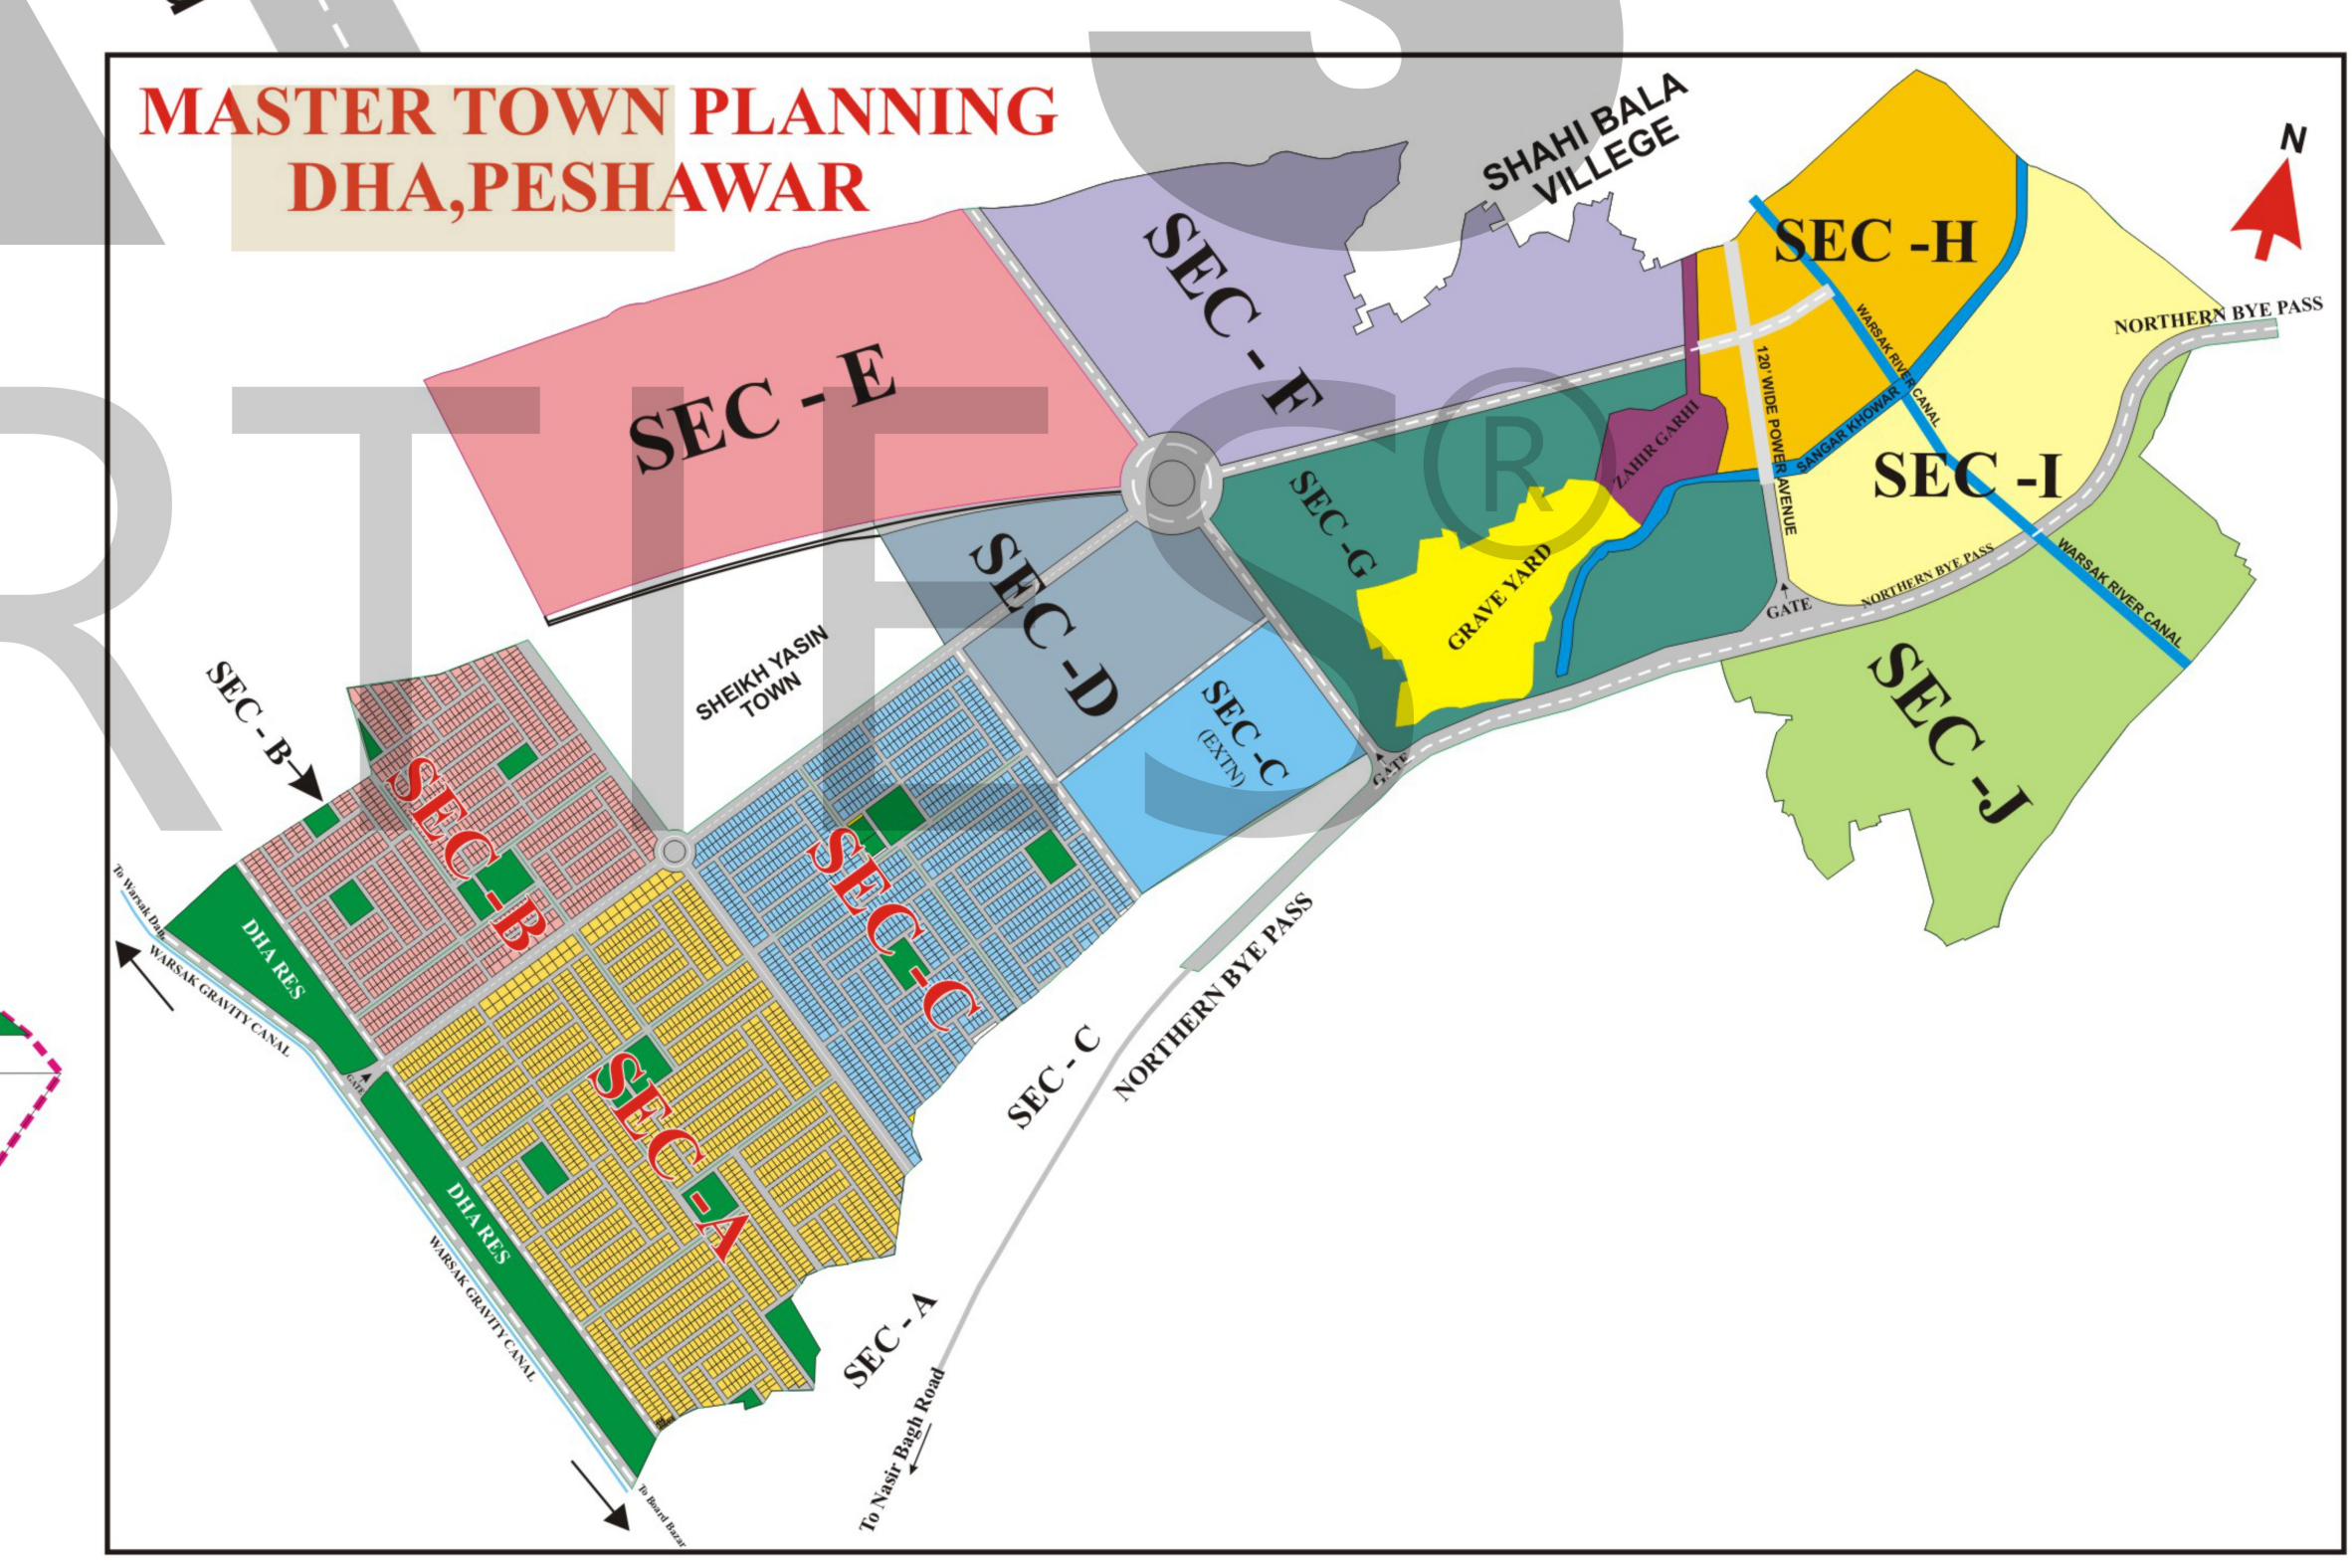 MASTER TOWN PLANNING
DHA,PESHAWAR
N
SHAHI BALA
VILLEGE
SEC - E
SEC - F
SEC -H
NORTHERN BYE PASS
WARSAK RIVER CANAL
120' WIDE POWER AVENUE
SANGAR KHOWAR
ZAHIR GARHI
SEC -I
SEC -G
GRAVE YARD
®
SEC -D
GATE
NORTHERN BYE PASS
WARSAK RIVER CANAL
SHEIKH YASIN
TOWN
SEC - B
SEC -C
(EXTN)
GATE
SEC -J
SEC -B
SEC -C
To Warsak Dam
WARSAK GRAVITY CANAL
DHA RES
GATE
NORTHERN BYE PASS
SEC - C
SEC -A
DHA RES
WARSAK GRAVITY CANAL
SEC - A
To Nasir Bagh Road
To Board Bazar
RTIES